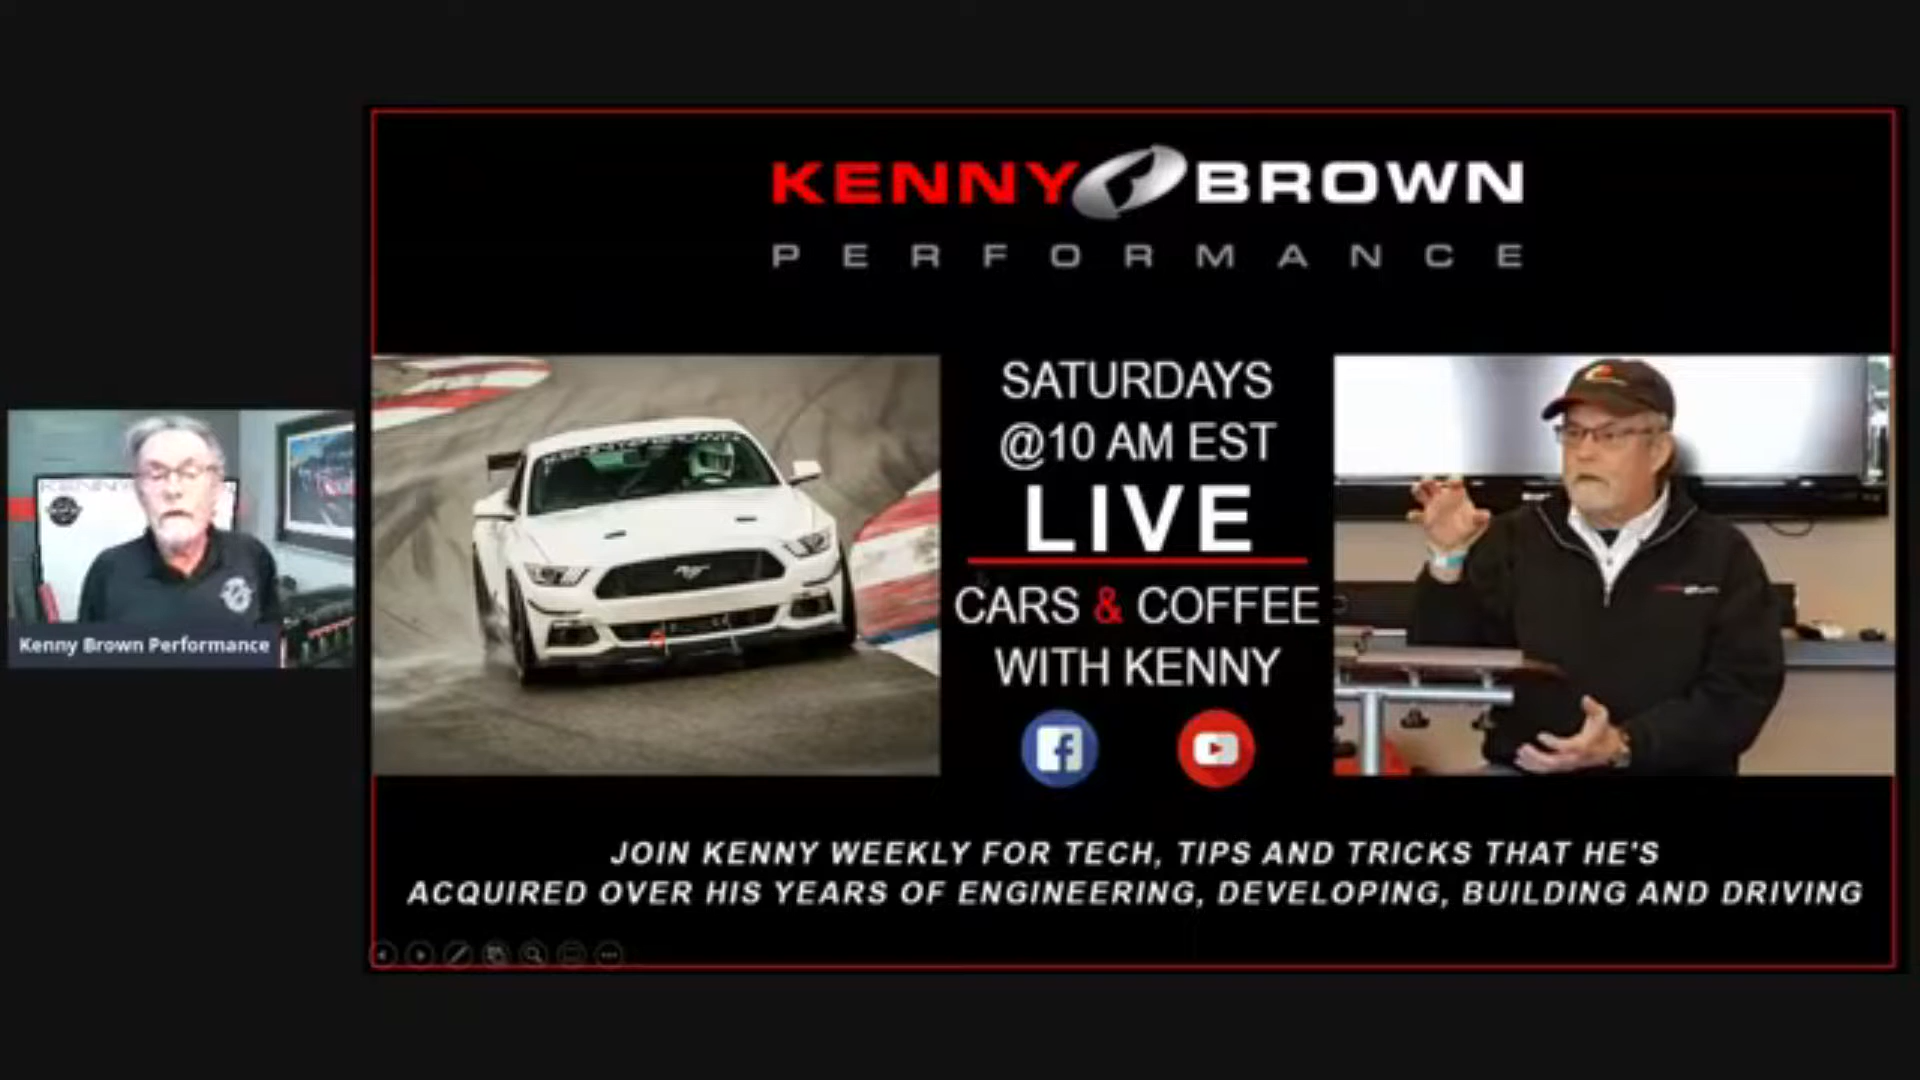 KENNY BROWN
PERFORMANCE
SATURDAYS
@10 AM EST
LIVE
CARS & COFFEE
WITH KENNY
KENNY
Kenny Brown Performance
JOIN KENNY WEEKLY FOR TECH, TIPS AND TRICKS THAT HE'S
ACQUIRED OVER HIS YEARS OF ENGINEERING, DEVELOPING, BUILDING AND DRIVING